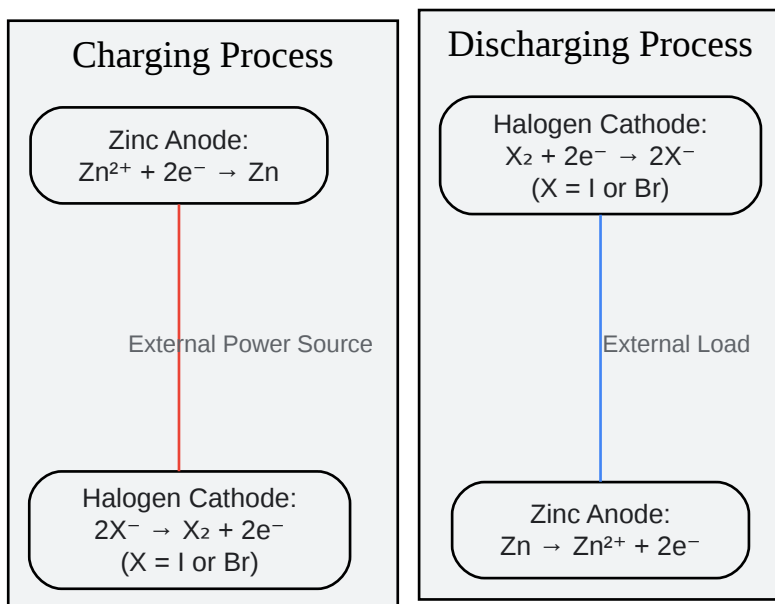 Charging Process
Zinc Anode:
Zn²⁺ + 2e⁻ → Zn
External Power Source
Halogen Cathode:
2X⁻ → X₂ + 2e⁻
(X = I or Br)
Discharging Process
Halogen Cathode:
X₂ + 2e⁻ → 2X⁻
(X = I or Br)
External Load
Zinc Anode:
Zn → Zn²⁺ + 2e⁻